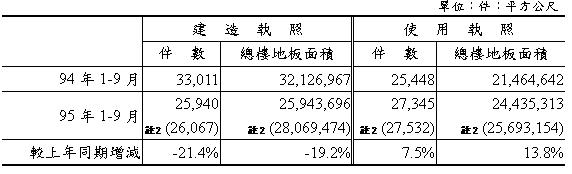 單位：件；平方公尺
建 造 執 照 使 用 執 照
件 數 總樓地板面積 件 數 總樓地板面積
94 年 1-9 月 33,011 32,126,967 25,448 21,464,642
95 年 1-9 月 25,940 25,943,696 27,345 24,435,313
註2 (26,067) 註2 (28,069,474) 註2 (27,532) 註2 (25,693,154)
較上年同期增減 -21.4% -19.2% 7.5% 13.8%